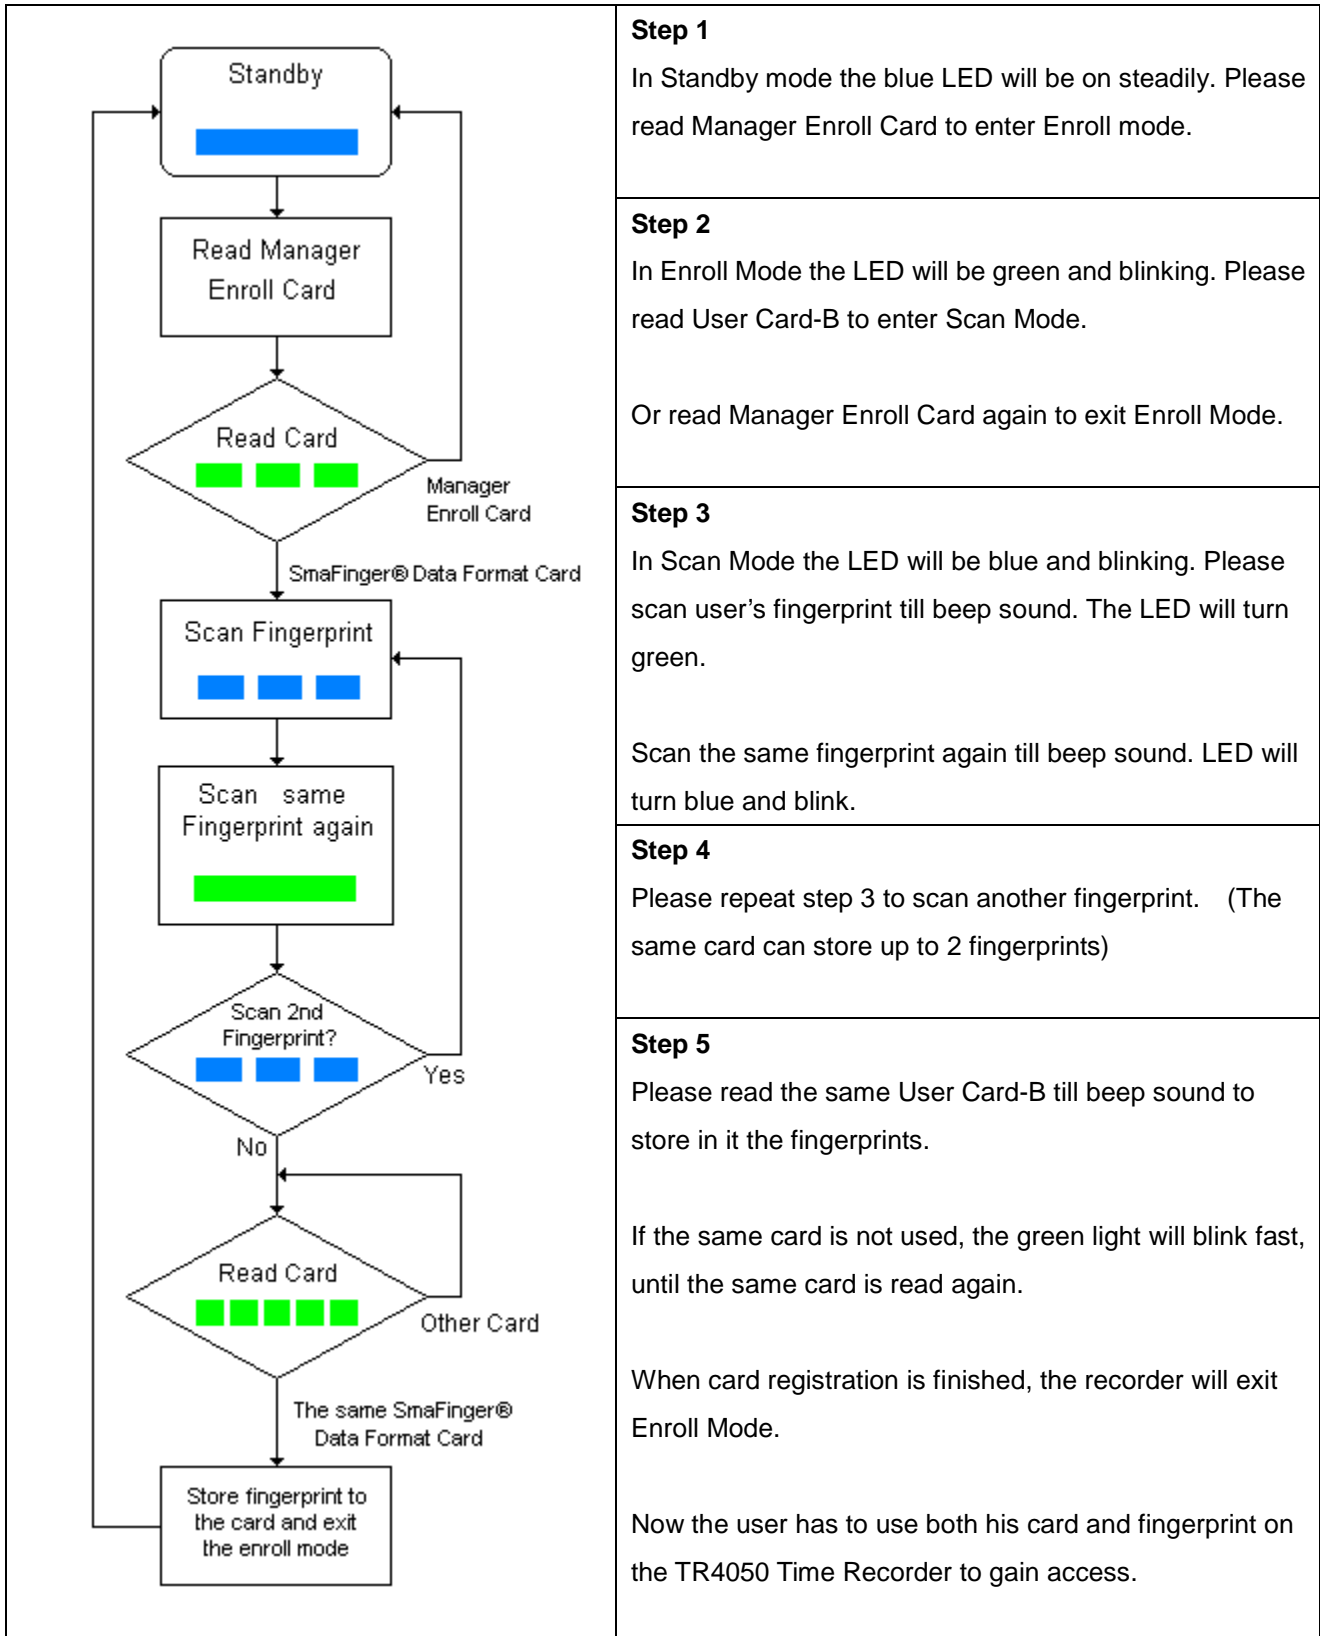 Standby
Read Manager
Enroll Card
Read Card
Manager
Enroll Card
SmaFinger® Data Format Card
Scan Fingerprint
Scan same
Fingerprint again
Scan 2nd
Fingerprint?
Yes
No
Read Card
Other Card
The same SmaFinger®
Data Format Card
Store fingerprint to
the card and exit
the enroll mode
Step 1
In Standby mode the blue LED will be on steadily. Please
read Manager Enroll Card to enter Enroll mode.
Step 2
In Enroll Mode the LED will be green and blinking. Please
read User Card-B to enter Scan Mode.
Or read Manager Enroll Card again to exit Enroll Mode.
Step 3
In Scan Mode the LED will be blue and blinking. Please
scan user's fingerprint till beep sound. The LED will turn
green.
Scan the same fingerprint again till beep sound. LED will
turn blue and blink.
Step 4
Please repeat step 3 to scan another fingerprint. (The
same card can store up to 2 fingerprints)
Step 5
Please read the same User Card-B till beep sound to
store in it the fingerprints.
If the same card is not used, the green light will blink fast,
until the same card is read again.
When card registration is finished, the recorder will exit
Enroll Mode.
Now the user has to use both his card and fingerprint on
the TR4050 Time Recorder to gain access.